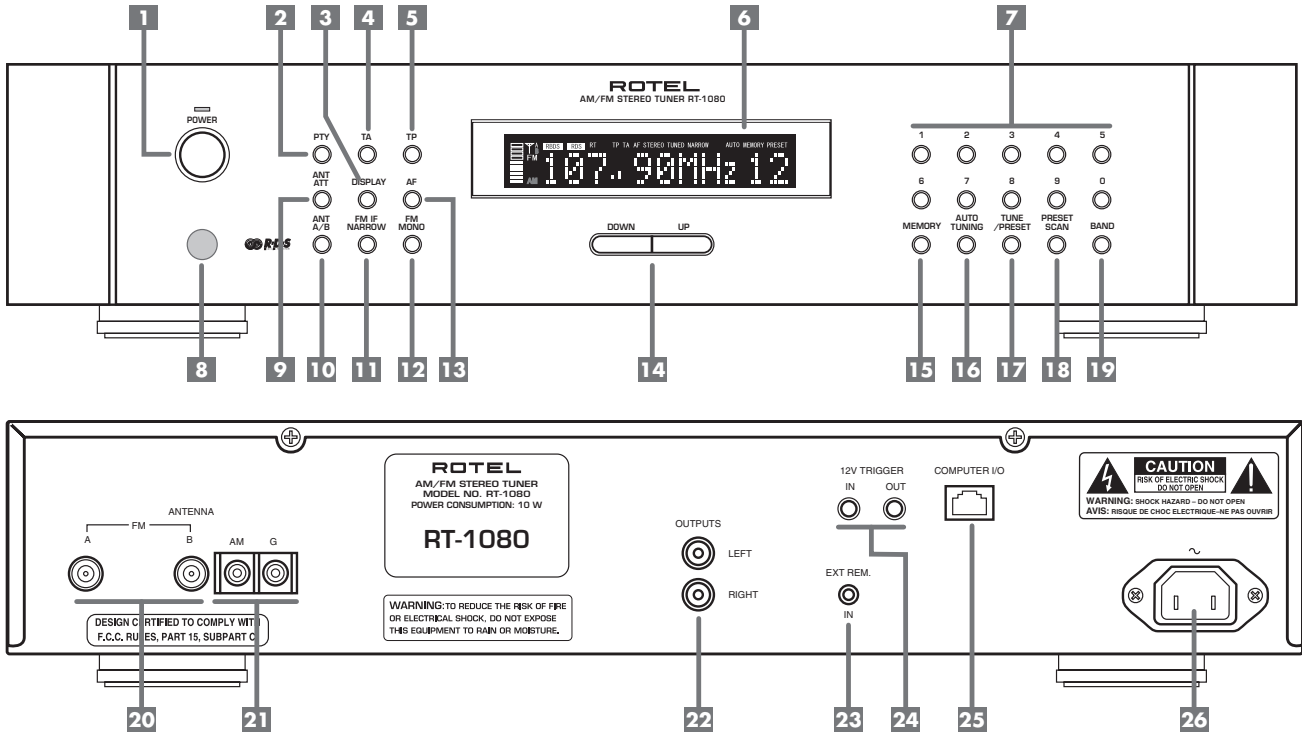 1 2 3 4 5 6 7
ROTEL
AM/FM STEREO TUNER RT-1080
POWER
PTY TA TP
ANT ATT DISPLAY AF
ANT A/B FM IF NARROW FM MONO
RBDS RDS RT TP TA AF STEREO TUNED NARROW AUTO MEMORY PRESET
A
B
FM
AM
107.90MHz 12
DOWN UP
1 2 3 4 5
6 7 8 9 0
MEMORY AUTO TUNING TUNE /PRESET PRESET SCAN BAND
R·D·S
8 9 10 11 12 13 14 15 16 17 18 19
ANTENNA
FM
A B AM G
DESIGN CERTIFIED TO COMPLY WITH
F.C.C. RULES, PART 15, SUBPART C
ROTEL
AM/FM STEREO TUNER
MODEL NO. RT-1080
POWER CONSUMPTION: 10 W
RT-1080
WARNING: TO REDUCE THE RISK OF FIRE
OR ELECTRICAL SHOCK, DO NOT EXPOSE
THIS EQUIPMENT TO RAIN OR MOISTURE.
OUTPUTS
LEFT
RIGHT
12V TRIGGER
IN OUT
EXT REM.
IN
COMPUTER I/O
CAUTION
RISK OF ELECTRIC SHOCK
DO NOT OPEN
WARNING: SHOCK HAZARD – DO NOT OPEN
AVIS: RISQUE DE CHOC ELECTRIQUE–NE PAS OUVRIR
~
20 21 22 23 24 25 26